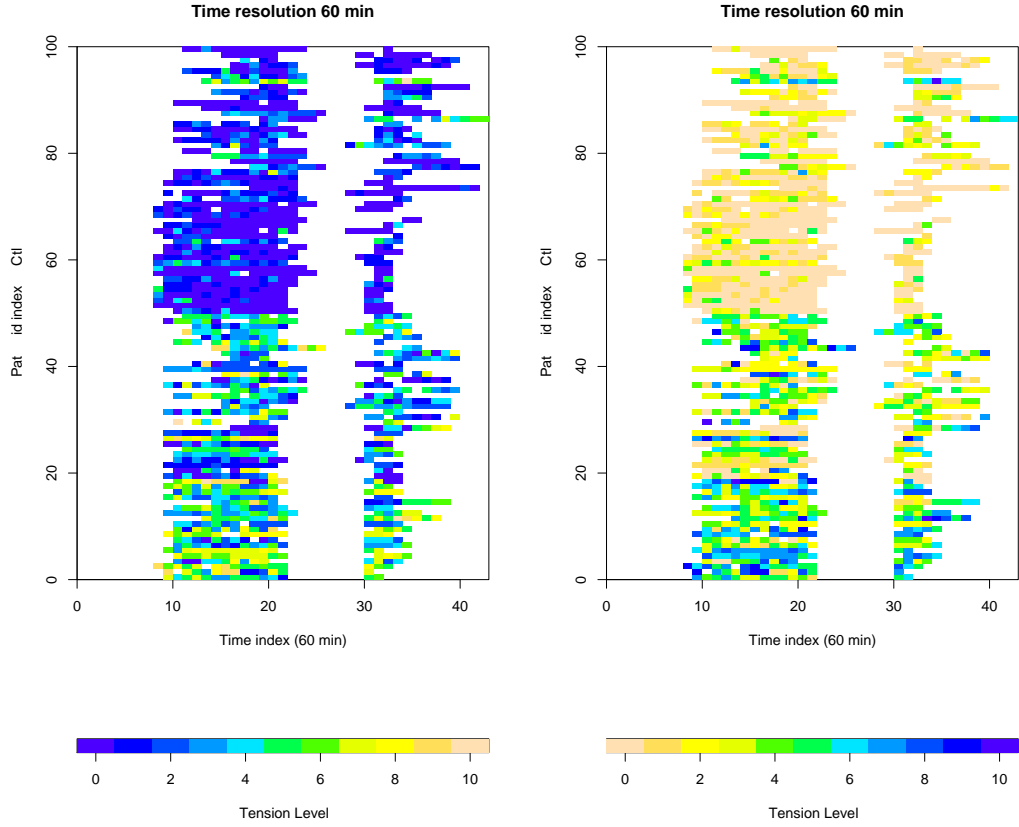 Time resolution 60 min
100
80
60
40
20
0
Pat id index Ctl
0 10 20 30 40
Time index (60 min)
0 2 4 6 8 10
Tension Level
Time resolution 60 min
100
80
60
40
20
0
Pat id index Ctl
0 10 20 30 40
Time index (60 min)
0 2 4 6 8 10
Tension Level